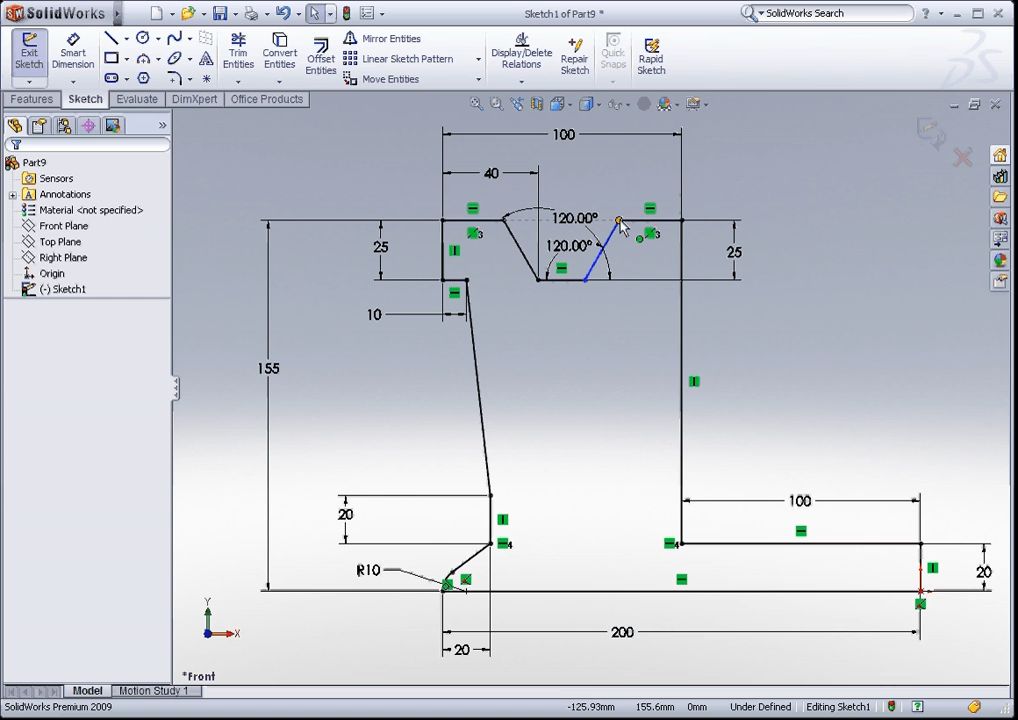 SolidWorks
Sketch1 of Part9 *
SolidWorks Search
Exit Sketch
Smart Dimension
Trim Entities
Convert Entities
Offset Entities
Mirror Entities
Linear Sketch Pattern
Move Entities
Display/Delete Relations
Repair Sketch
Quick Snaps
Rapid Sketch
Features
Sketch
Evaluate
DimXpert
Office Products
Part9
Sensors
Annotations
Material <not specified>
Front Plane
Top Plane
Right Plane
Origin
(-) Sketch1
100
40
120.00°
120.00°
25
25
10
155
20
100
R10
20
200
20
Y
X
*Front
Model
Motion Study 1
SolidWorks Premium 2009
-125.93mm
155.6mm
0mm
Under Defined
Editing Sketch1